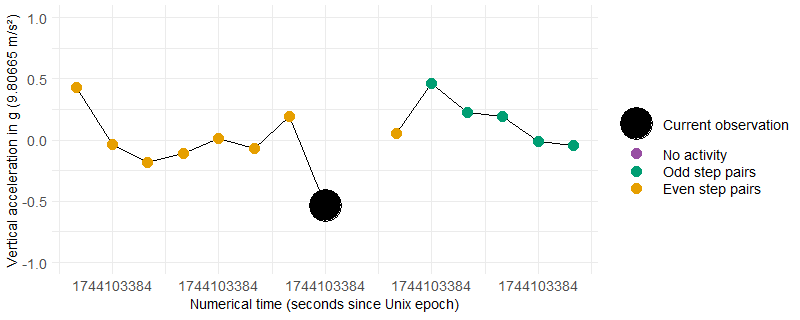 Vertical acceleration in g (9.80665 m/s²)
1.0
0.5
0.0
-0.5
-1.0
1744103384 1744103384 1744103384 1744103384 1744103384
Numerical time (seconds since Unix epoch)
Current observation
No activity
Odd step pairs
Even step pairs